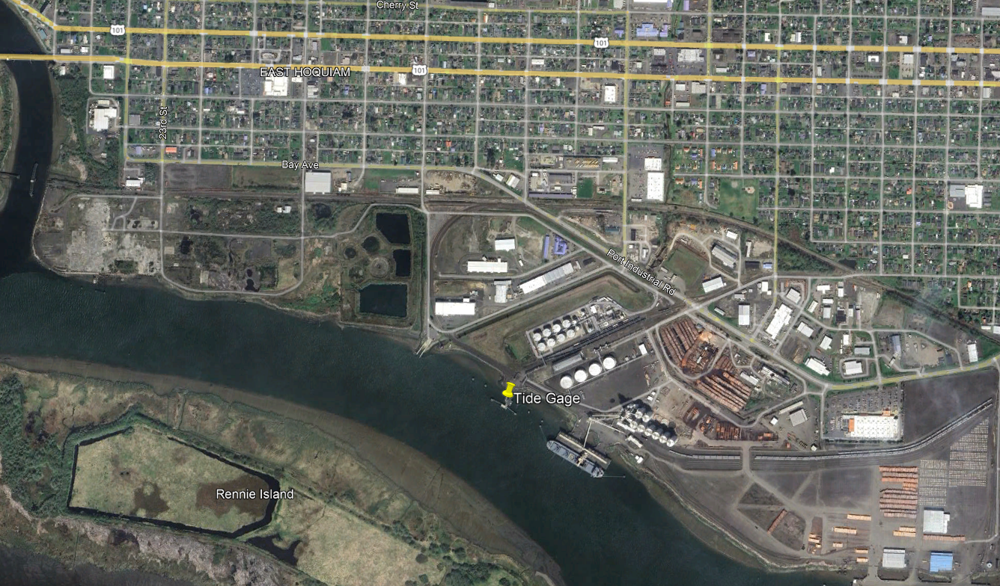 Cherry St
101
101
101
EAST HOQUIAM
23rd St
Bay Ave
Port Industrial Rd
Tide Gage
Rennie Island